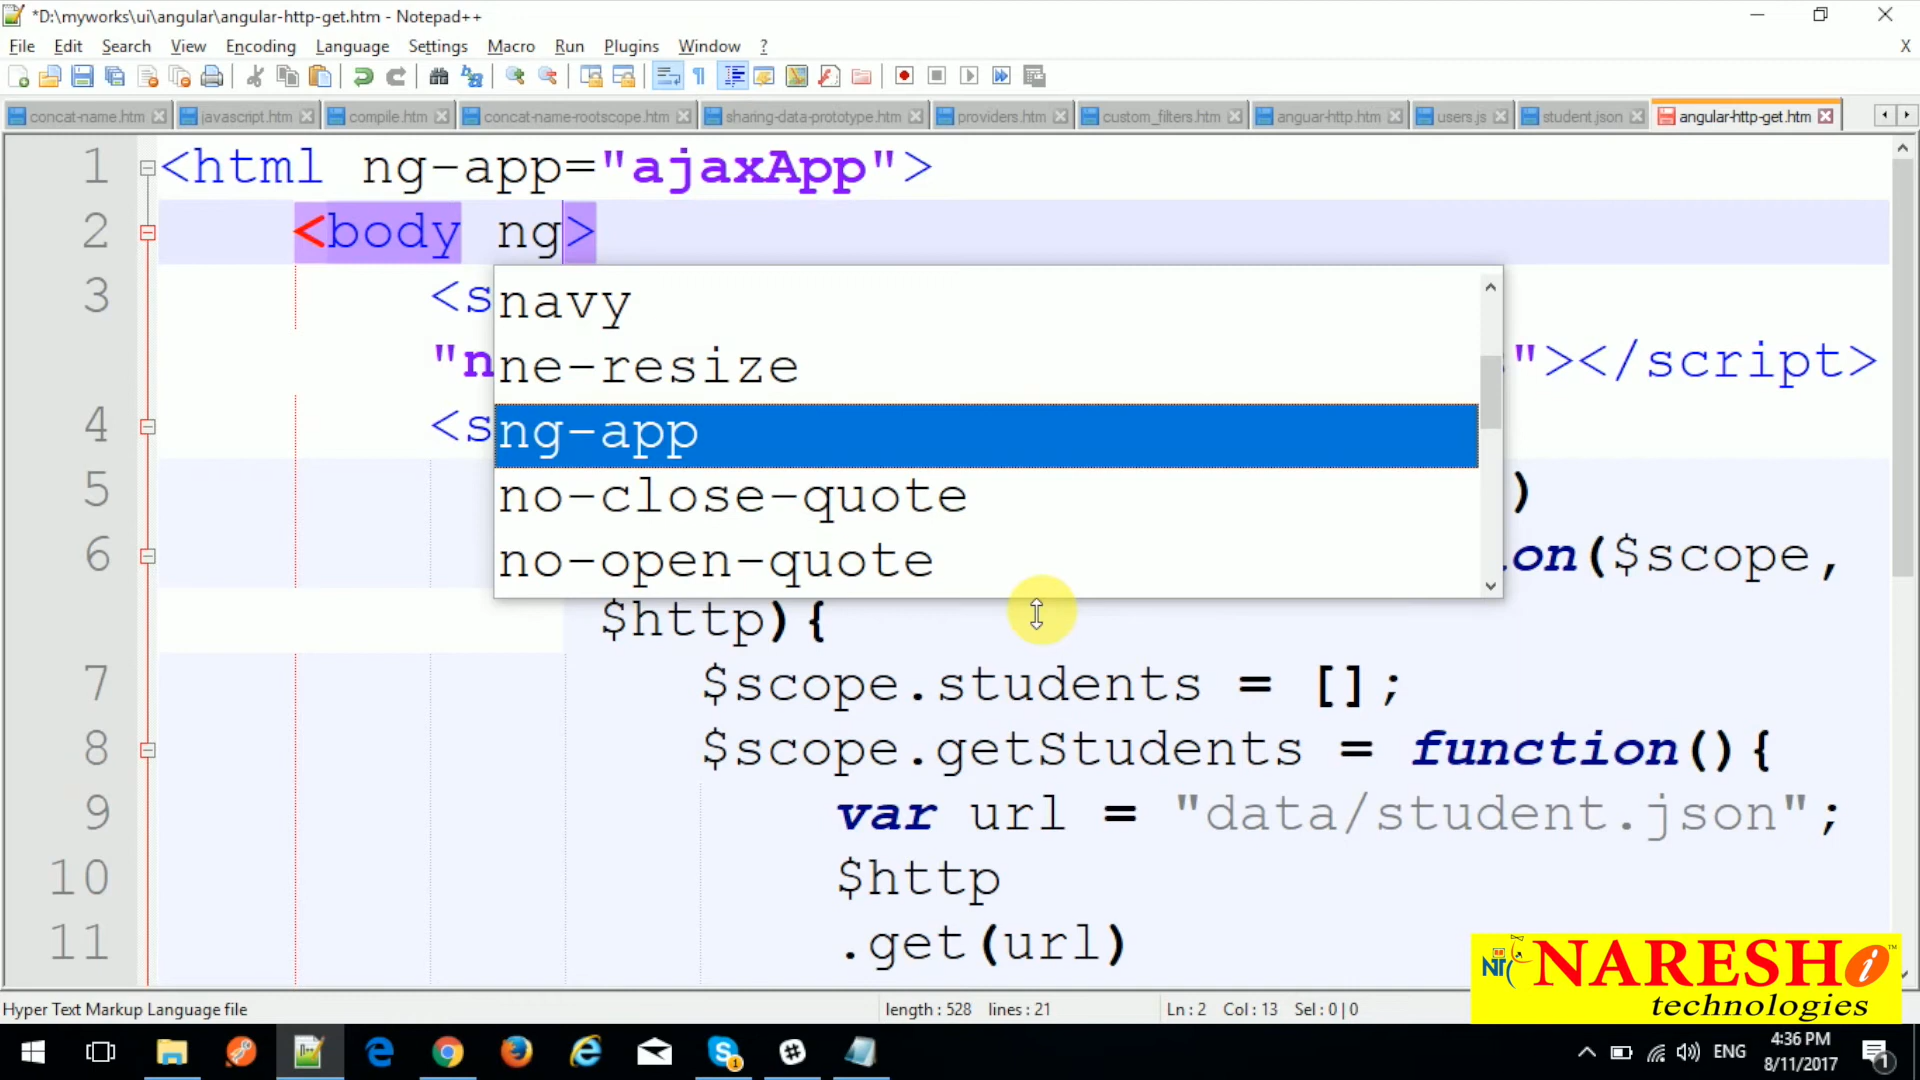 *D:\myworks\ui\angular\angular-http-get.htm - Notepad++
File Edit Search View Encoding Language Settings Macro Run Plugins Window ? X
concat-name.htm javascript.htm compile.htm concat-name-rootscope.htm sharing-data-prototype.htm providers.htm custom_filters.htm anguar-http.htm users.js student.json angular-http-get.htm
1 <html ng-app="ajaxApp">
2 <body ng>
3 <s
navy
"n "></script>
ne-resize
4 <s
ng-app
5 )
no-close-quote
6 on($scope,
no-open-quote
$http){
7 $scope.students = [];
8 $scope.getStudents = function(){
9 var url = "data/student.json";
10 $http
11 .get(url)
NARESH i
technologies
Hyper Text Markup Language file length : 528 lines : 21 Ln : 2 Col : 13 Sel : 0 | 0
ENG 4:36 PM
8/11/2017